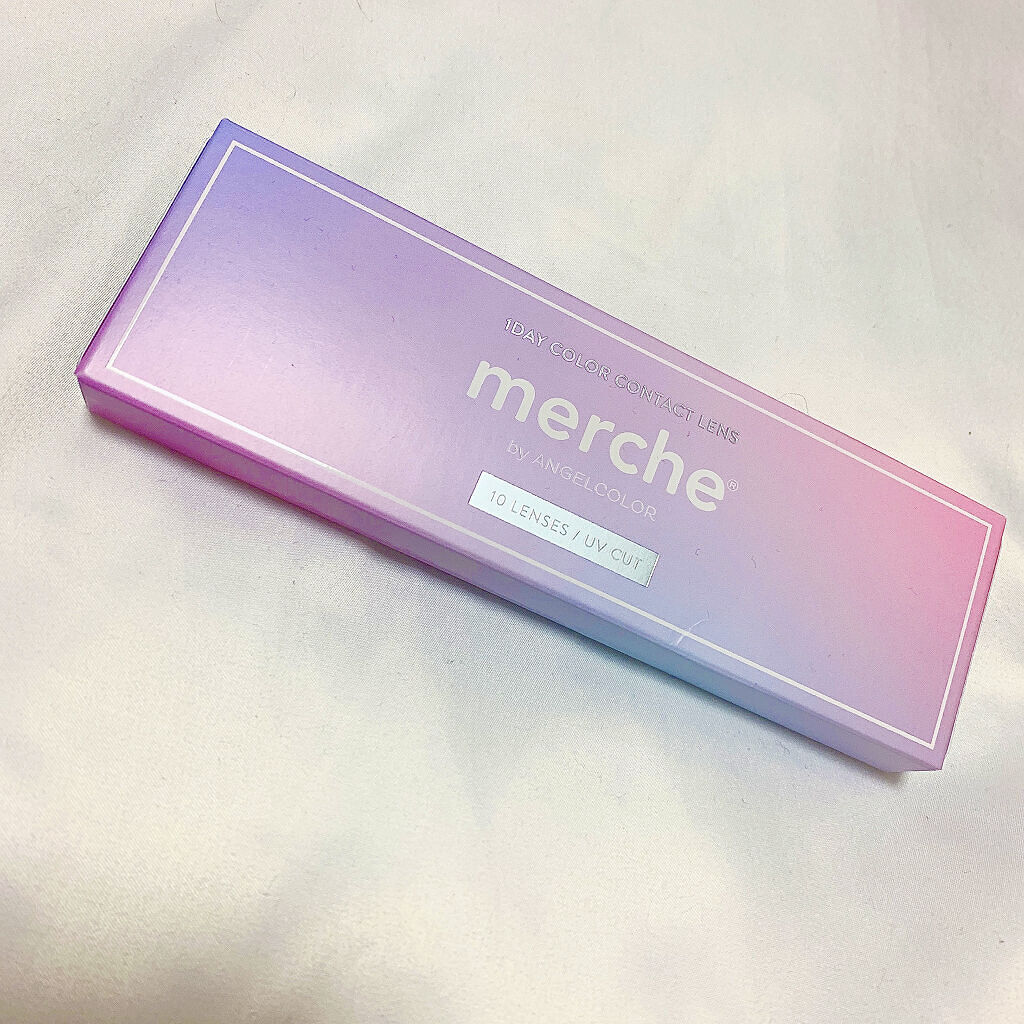 1DAY COLOR CONTACT LENS
merche®
by ANGELCOLOR
10 LENSES / UV CUT